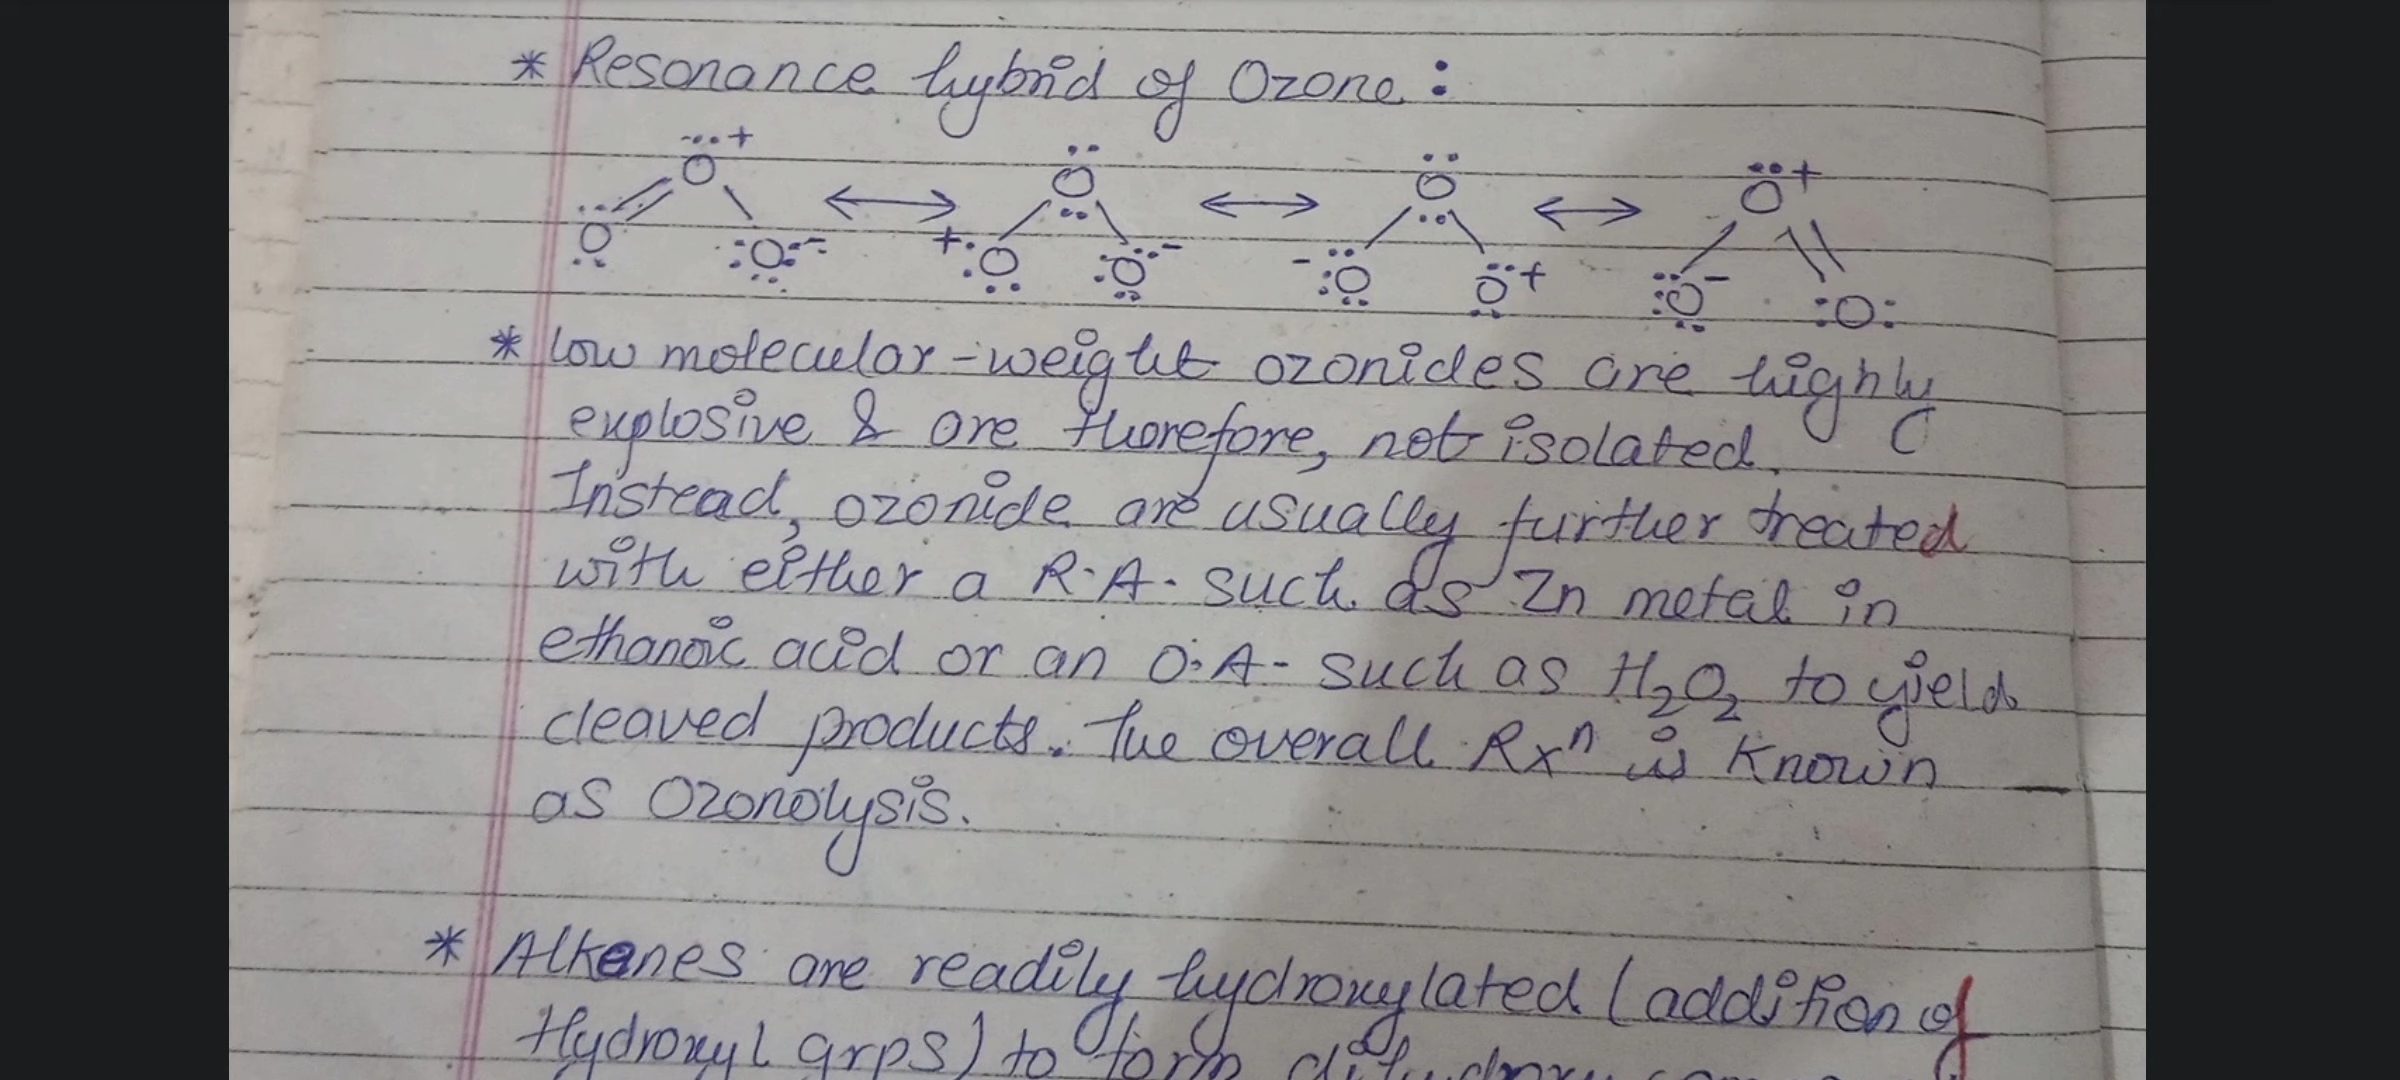 * Resonance hybrid of Ozone :
O O O ⟷ O O O ⟷ O O O ⟷ O O O
* low molecular-weight ozonides are highly
explosive & are therefore, not isolated.
Instead, ozonide are usually further treated
with either a R.A. such as Zn metal in
ethanoic acid or an O.A. such as H₂O₂ to yield
cleaved products. The overall Rxⁿ is known
as Ozonolysis.
* Alkenes are readily hydroxylated (addition of
Hydroxyl grps) to form